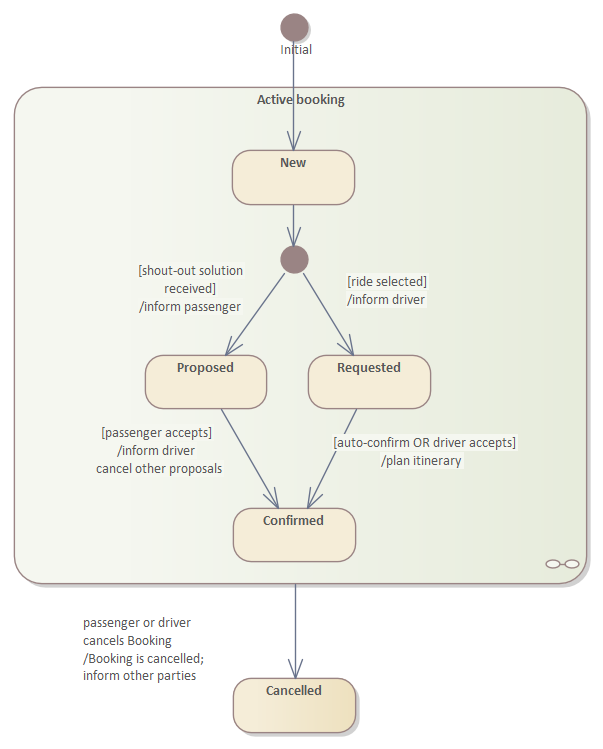 Initial
Active booking
New
[shout-out solution
received]
/inform passenger
[ride selected]
/inform driver
Proposed
Requested
[passenger accepts]
/inform driver
cancel other proposals
[auto-confirm OR driver accepts]
/plan itinerary
Confirmed
passenger or driver
cancels Booking
/Booking is cancelled;
inform other parties
Cancelled